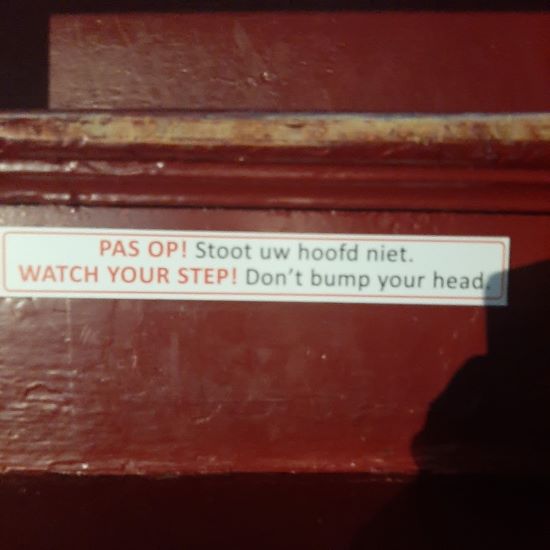 PAS OP! Stoot uw hoofd niet.
WATCH YOUR STEP! Don't bump your head.